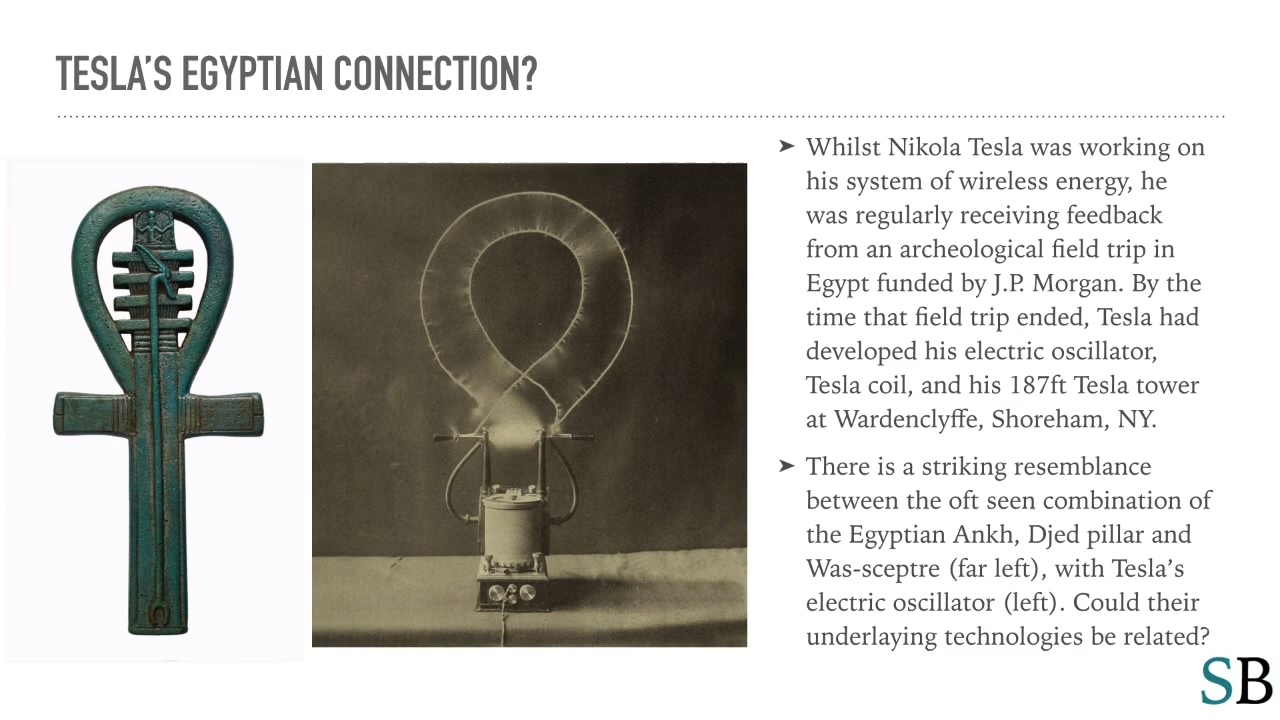 TESLA'S EGYPTIAN CONNECTION?
➤ Whilst Nikola Tesla was working on
his system of wireless energy, he
was regularly receiving feedback
from an archeological field trip in
Egypt funded by J.P. Morgan. By the
time that field trip ended, Tesla had
developed his electric oscillator,
Tesla coil, and his 187ft Tesla tower
at Wardenclyffe, Shoreham, NY.
➤ There is a striking resemblance
between the oft seen combination of
the Egyptian Ankh, Djed pillar and
Was-sceptre (far left), with Tesla's
electric oscillator (left). Could their
underlaying technologies be related?
SB